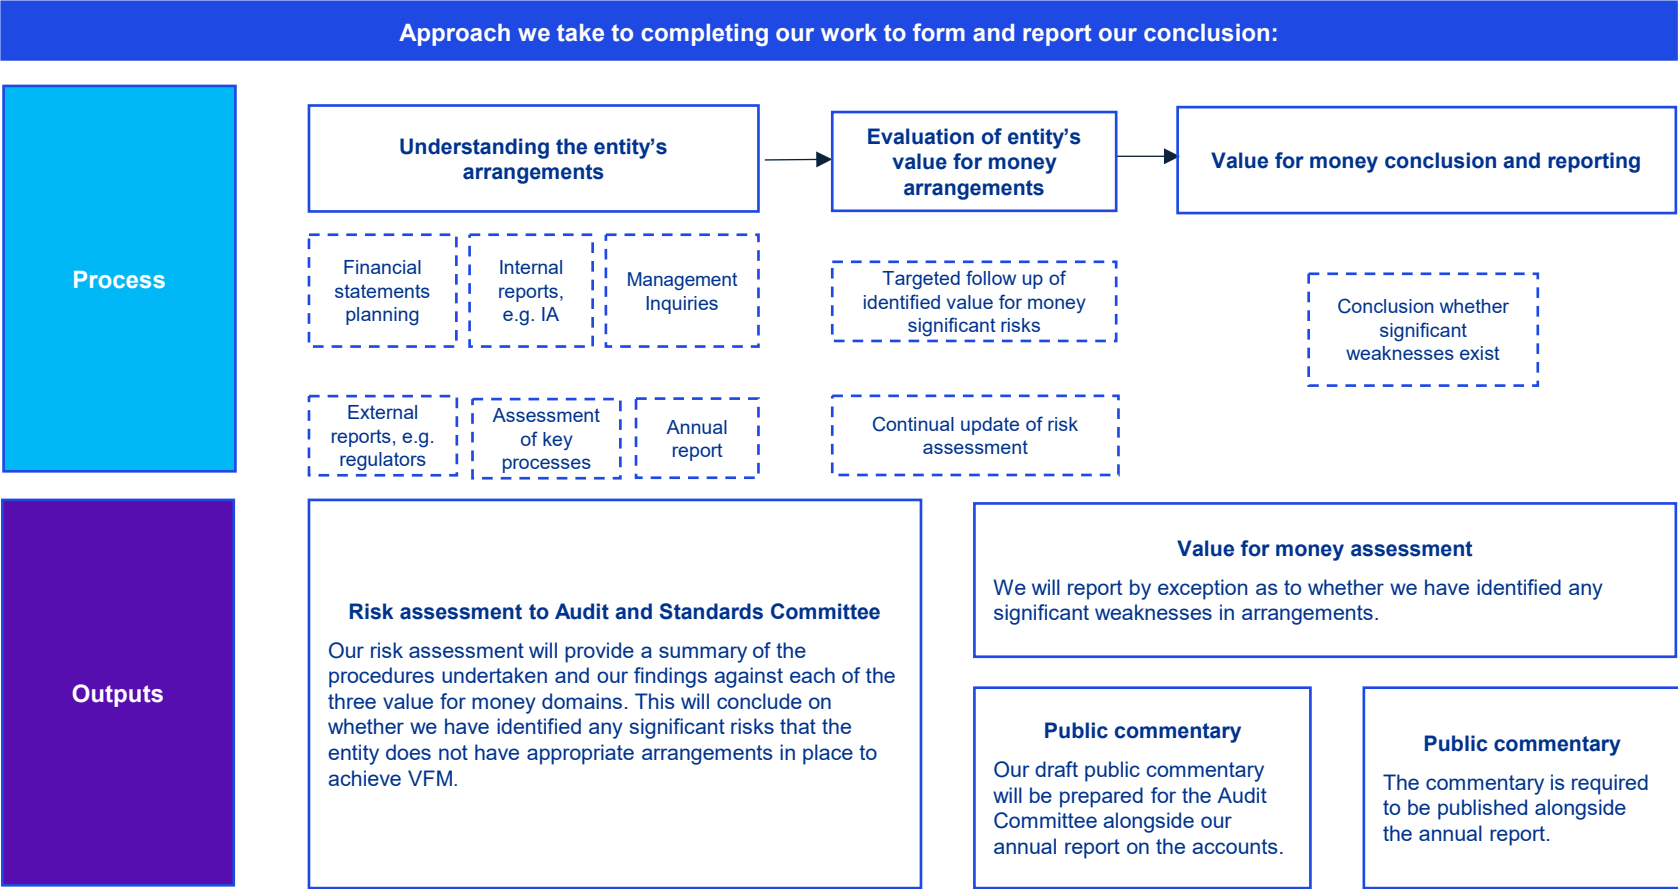 Approach we take to completing our work to form and report our conclusion:
Process
Understanding the entity’s
arrangements
Evaluation of entity’s
value for money
arrangements
Value for money conclusion and reporting
Financial
statements
planning
Internal
reports,
e.g. IA
Management
Inquiries
Targeted follow up of
identified value for money
significant risks
Conclusion whether
significant
weaknesses exist
External
reports, e.g.
regulators
Assessment
of key
processes
Annual
report
Continual update of risk
assessment
Outputs
Risk assessment to Audit and Standards Committee
Our risk assessment will provide a summary of the
procedures undertaken and our findings against each of the
three value for money domains. This will conclude on
whether we have identified any significant risks that the
entity does not have appropriate arrangements in place to
achieve VFM.
Value for money assessment
We will report by exception as to whether we have identified any
significant weaknesses in arrangements.
Public commentary
Our draft public commentary
will be prepared for the Audit
Committee alongside our
annual report on the accounts.
Public commentary
The commentary is required
to be published alongside
the annual report.